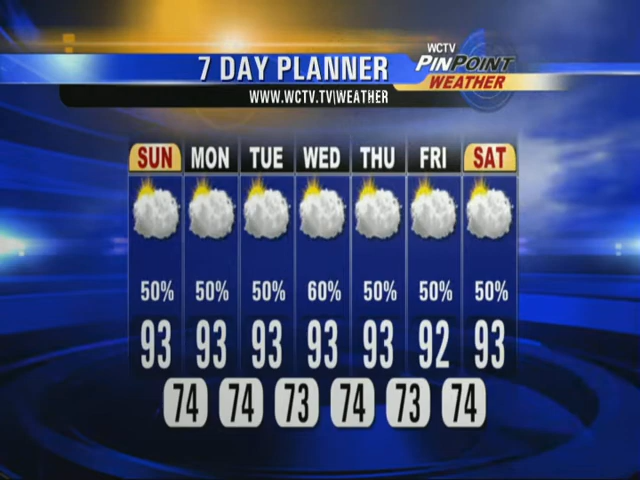 WCTV
7 DAY PLANNER PINPOINT
WEATHER
WWW.WCTV.TV\WEATHER
SUN MON TUE WED THU FRI SAT
50% 50% 50% 60% 50% 50% 50%
93 93 93 93 93 92 93
74 74 73 74 73 74